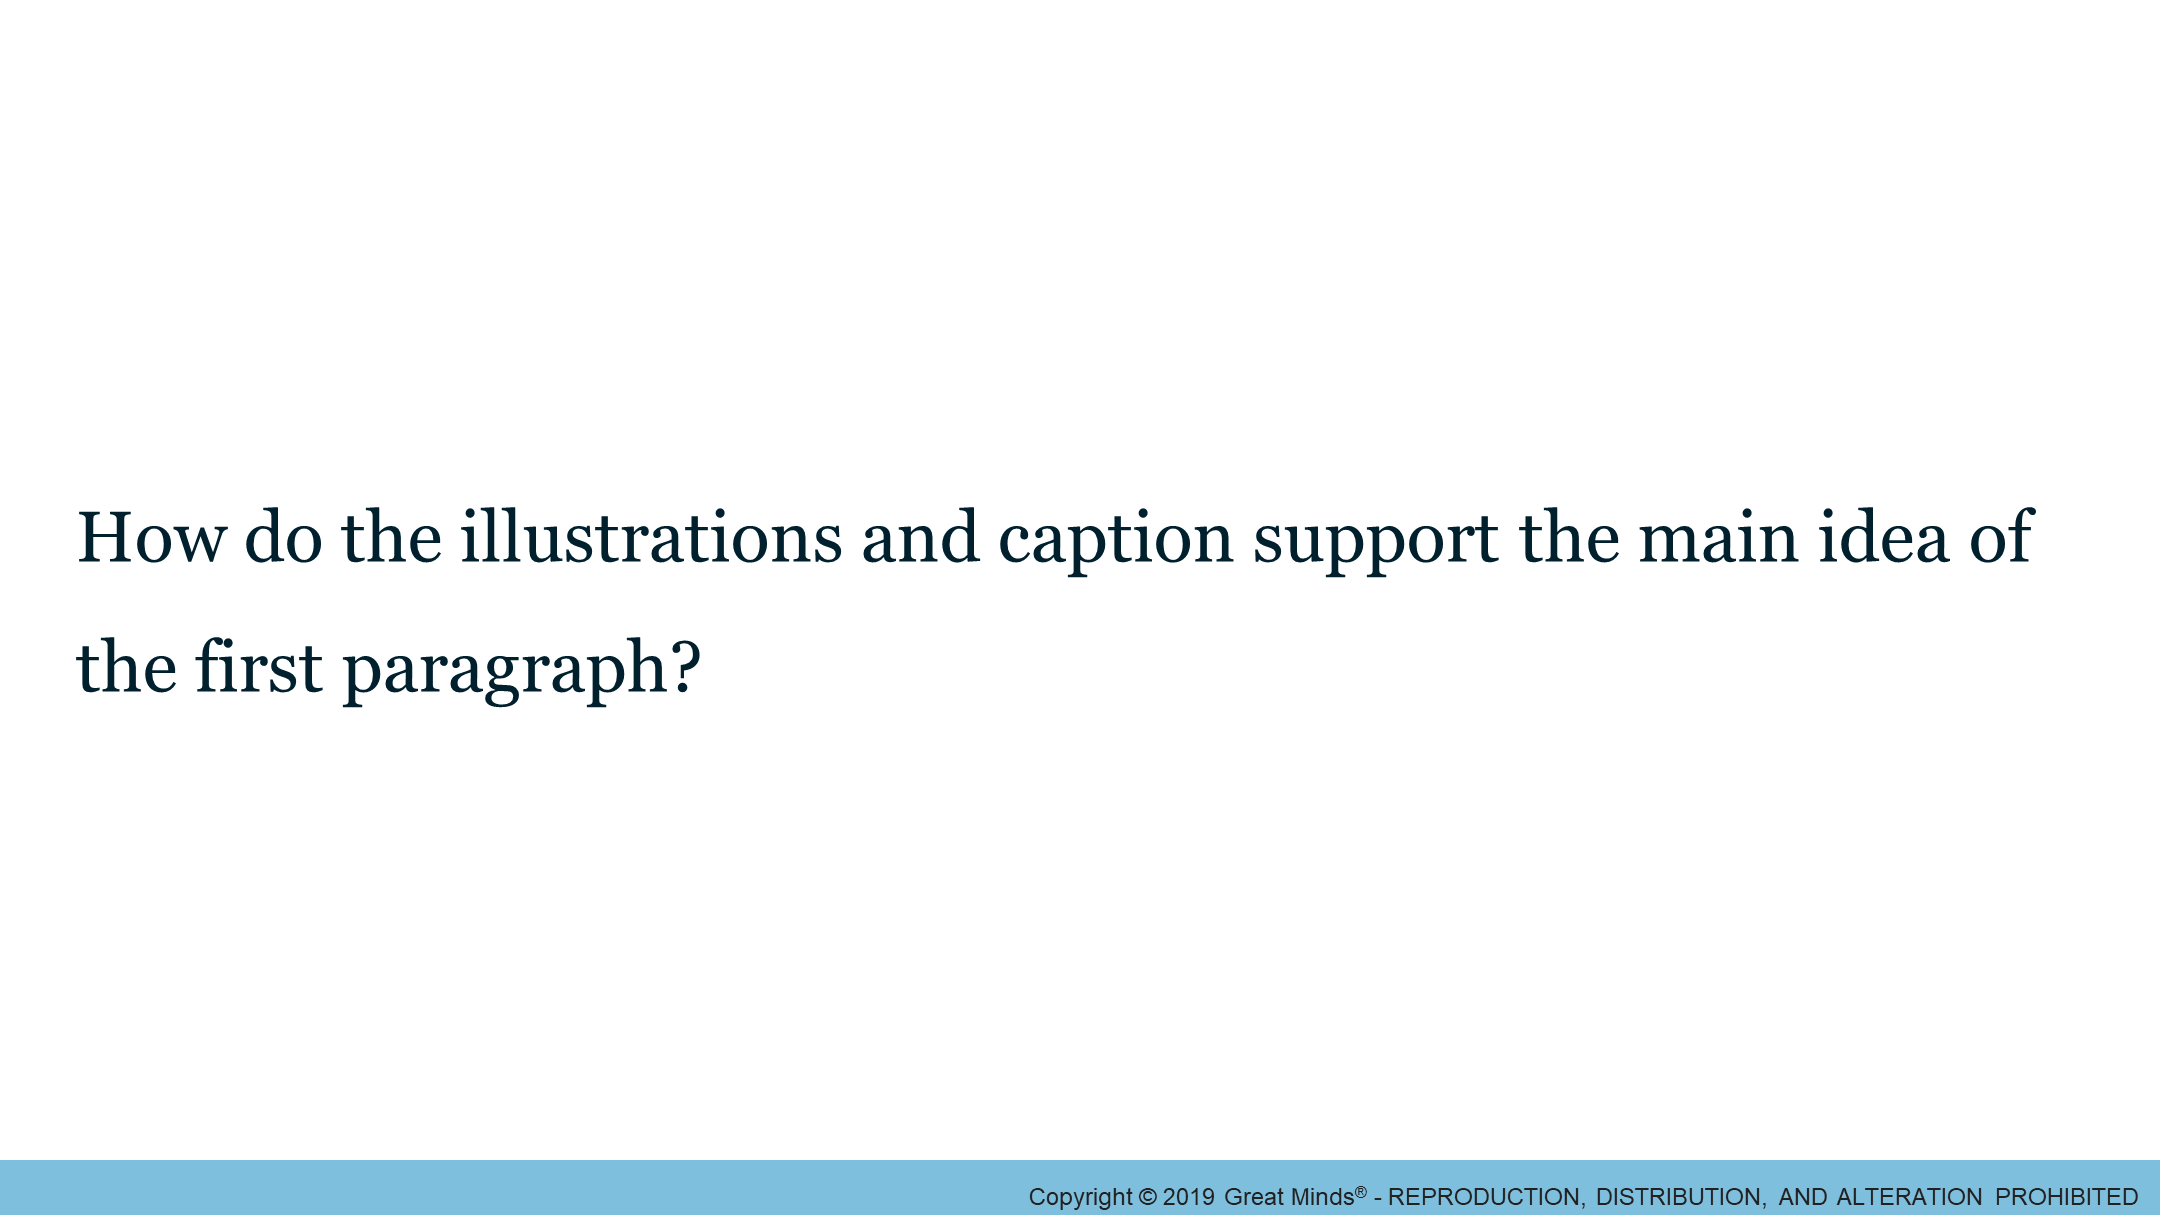 How do the illustrations and caption support the main idea of
the first paragraph?
Copyright © 2019 Great Minds® - REPRODUCTION, DISTRIBUTION, AND ALTERATION PROHIBITED